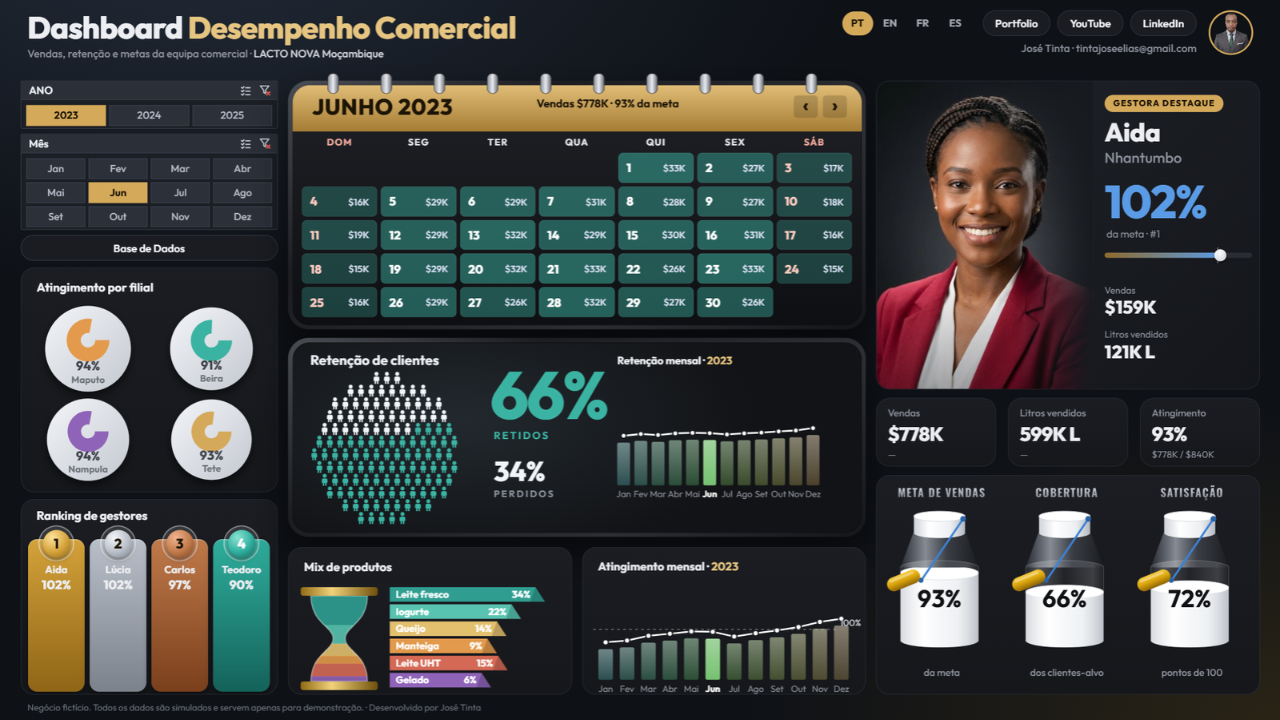 Dashboard Desempenho Comercial
Vendas, retenção e metas da equipa comercial · LACTO NOVA Moçambique
PT EN FR ES Portfolio YouTube LinkedIn
José Tinta · tintajoseelias@gmail.com
ANO
2023 2024 2025
Mês
Jan Fev Mar Abr
Mai Jun Jul Ago
Set Out Nov Dez
Base de Dados
Atingimento por filial
94% Maputo
91% Beira
94% Nampula
93% Tete
Ranking de gestores
1 2 3 4
Aida Lúcia Carlos Teodoro
102% 102% 97% 90%
JUNHO 2023 Vendas $778K · 93% da meta ‹ ›
DOM SEG TER QUA QUI SEX SÁB
1 $33K 2 $27K 3 $17K
4 $16K 5 $29K 6 $29K 7 $31K 8 $28K 9 $27K 10 $18K
11 $19K 12 $29K 13 $32K 14 $29K 15 $30K 16 $31K 17 $16K
18 $15K 19 $29K 20 $32K 21 $33K 22 $26K 23 $33K 24 $15K
25 $16K 26 $29K 27 $26K 28 $32K 29 $27K 30 $26K
Retenção de clientes
66%
RETIDOS
34%
PERDIDOS
Retenção mensal · 2023
Jan Fev Mar Abr Mai Jun Jul Ago Set Out Nov Dez
Mix de produtos
Leite fresco 34%
Iogurte 22%
Queijo 14%
Manteiga 9%
Leite UHT 15%
Gelado 6%
Atingimento mensal · 2023
100%
Jan Fev Mar Abr Mai Jun Jul Ago Set Out Nov Dez
GESTORA DESTAQUE
Aida
Nhantumbo
102%
da meta · #1
Vendas
$159K
Litros vendidos
121K L
Vendas
$778K
—
Litros vendidos
599K L
—
Atingimento
93%
$778K / $840K
META DE VENDAS COBERTURA SATISFAÇÃO
93% 66% 72%
da meta dos clientes-alvo pontos de 100
Negócio fictício. Todos os dados são simulados e servem apenas para demonstração. · Desenvolvido por José Tinta